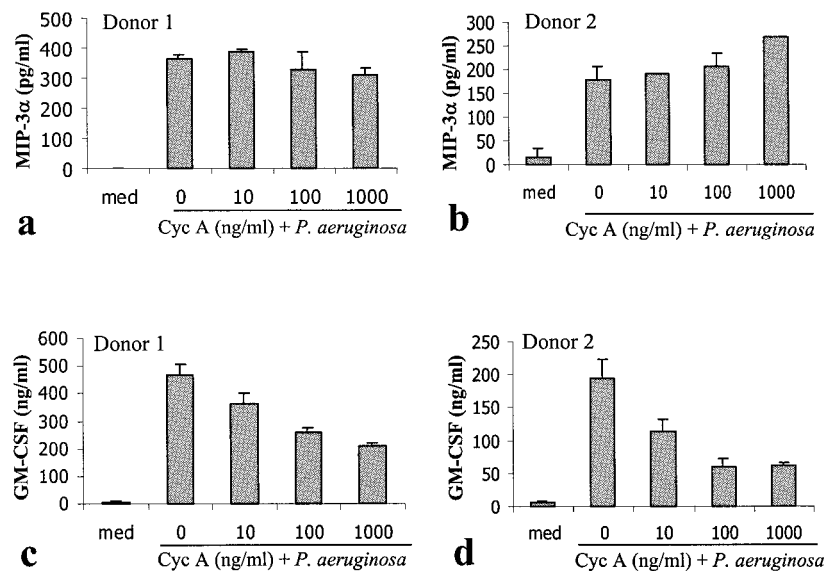 Donor 1
MIP-3α (pg/ml)
500
400
300
200
100
0
med 0 10 100 1000
Cyc A (ng/ml) + P. aeruginosa
a
Donor 2
MIP-3α (pg/ml)
300
250
200
150
100
50
0
med 0 10 100 1000
Cyc A (ng/ml) + P. aeruginosa
b
Donor 1
GM-CSF (ng/ml)
600
500
400
300
200
100
0
med 0 10 100 1000
Cyc A (ng/ml) + P. aeruginosa
c
Donor 2
GM-CSF (ng/ml)
250
200
150
100
50
0
med 0 10 100 1000
Cyc A (ng/ml) + P. aeruginosa
d